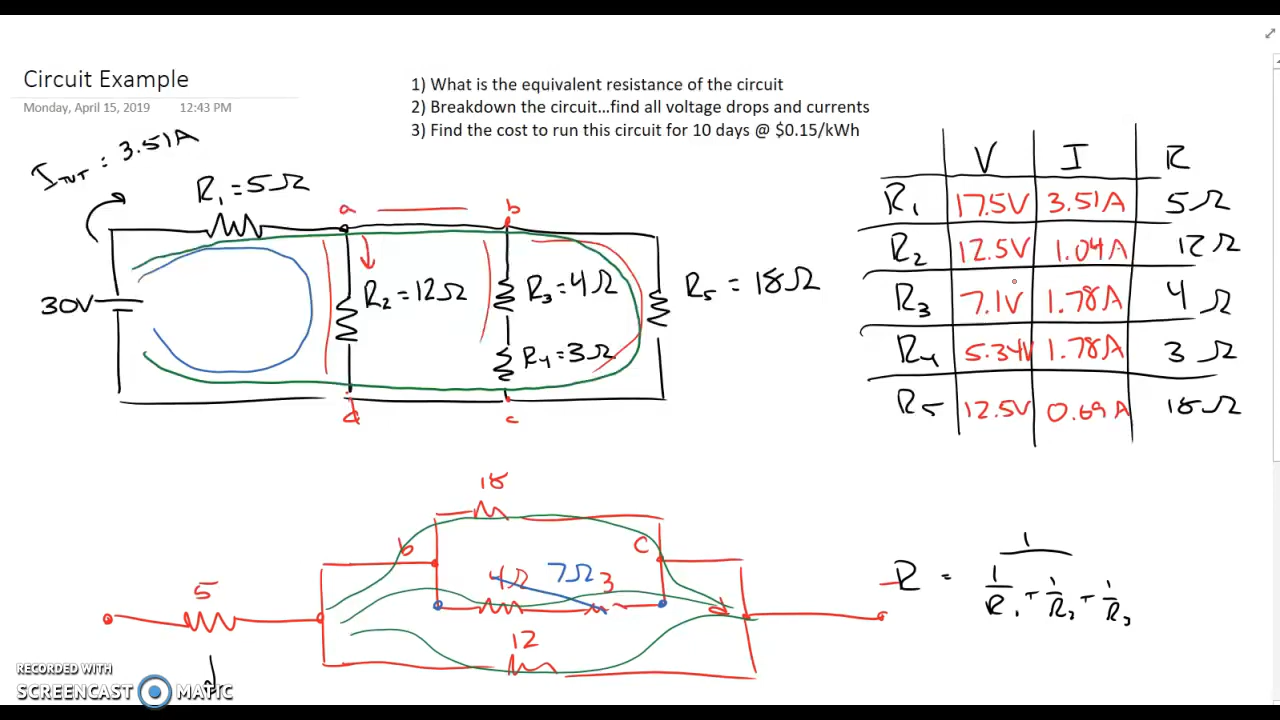 Circuit Example
Monday, April 15, 2019 12:43 PM
1) What is the equivalent resistance of the circuit
2) Breakdown the circuit...find all voltage drops and currents
3) Find the cost to run this circuit for 10 days @ $0.15/kWh
I TOT = 3.51A
R1 = 5Ω
a b
30V
R2 = 12Ω
R3 = 4Ω
R4 = 3Ω
R5 = 18Ω
d c
V I R
R1 17.5V 3.51A 5Ω
R2 12.5V 1.04A 12Ω
R3 7.1V 1.78A 4Ω
R4 5.34V 1.78A 3Ω
R5 12.5V 0.69A 18Ω
18
b c
5 4Ω 7Ω 3
d
12
R = 1
1/R1 + 1/R2 + 1/R3
RECORDED WITH
SCREENCAST MATIC